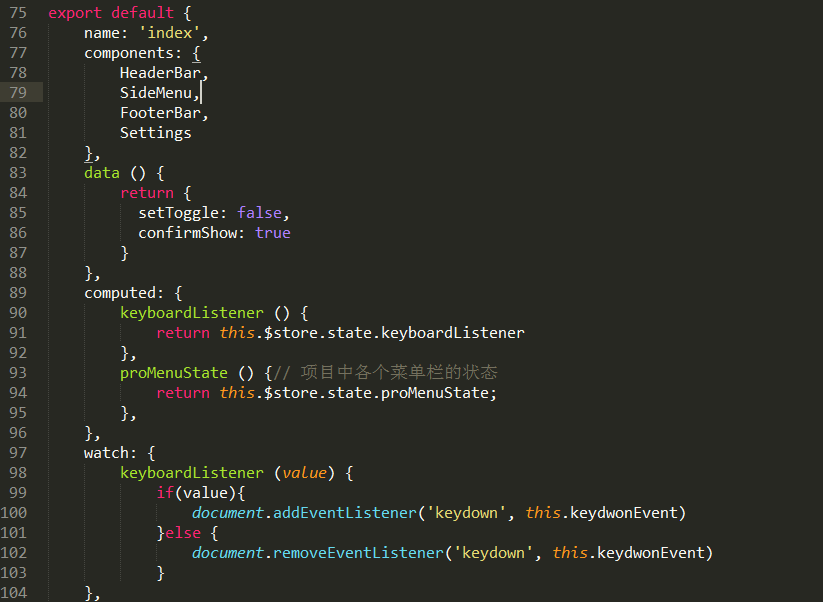 75 export default {
76     name: 'index',
77     components: {
78         HeaderBar,
79         SideMenu,
80         FooterBar,
81         Settings
82     },
83     data () {
84         return {
85           setToggle: false,
86           confirmShow: true
87         }
88     },
89     computed: {
90         keyboardListener () {
91             return this.$store.state.keyboardListener
92         },
93         proMenuState () {// 项目中各个菜单栏的状态
94             return this.$store.state.proMenuState;
95         },
96     },
97     watch: {
98         keyboardListener (value) {
99             if(value){
100                 document.addEventListener('keydown', this.keydwonEvent)
101             }else {
102                 document.removeEventListener('keydown', this.keydwonEvent)
103             }
104     },